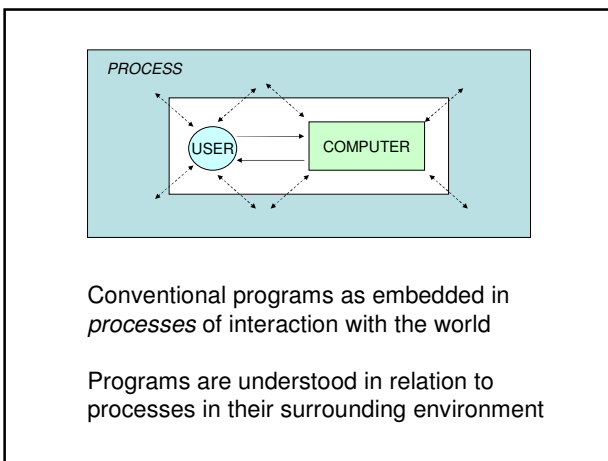 PROCESS
USER
COMPUTER
Conventional programs as embedded in
processes of interaction with the world
Programs are understood in relation to
processes in their surrounding environment